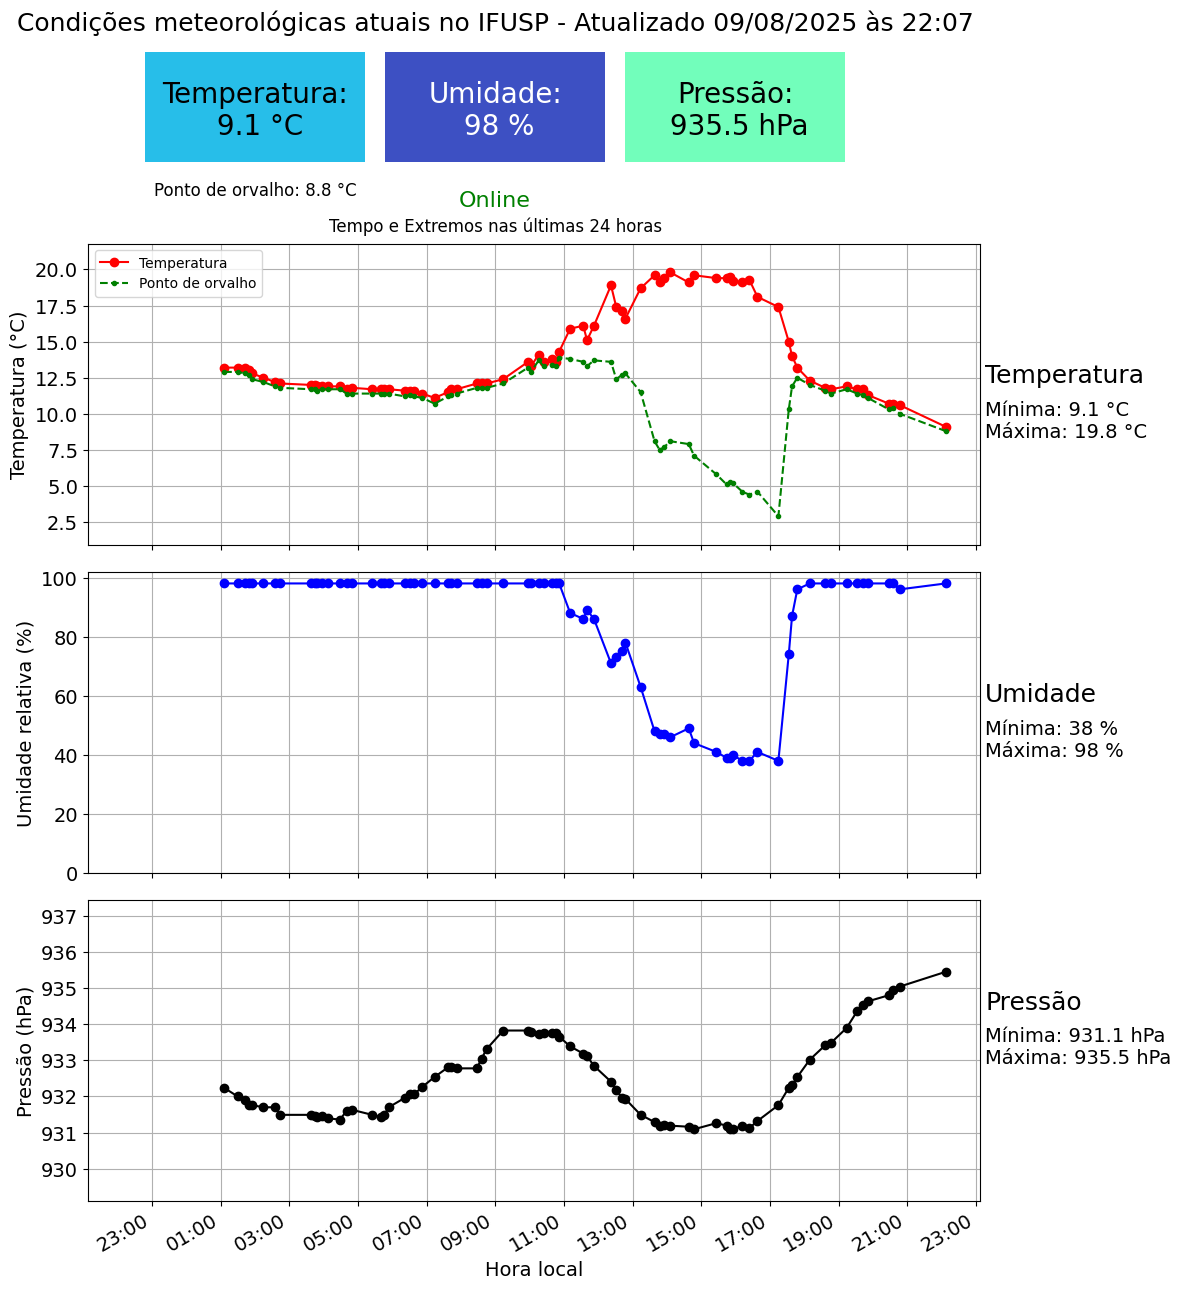 Condições meteorológicas atuais no IFUSP - Atualizado 09/08/2025 às 22:07
Temperatura:
9.1 °C
Umidade:
98 %
Pressão:
935.5 hPa
Ponto de orvalho: 8.8 °C
Online
Tempo e Extremos nas últimas 24 horas
Temperatura
Ponto de orvalho
Temperatura (°C)
20.0
17.5
15.0
12.5
10.0
7.5
5.0
2.5
Temperatura
Mínima: 9.1 °C
Máxima: 19.8 °C
Umidade relativa (%)
100
80
60
40
20
0
Umidade
Mínima: 38 %
Máxima: 98 %
Pressão (hPa)
937
936
935
934
933
932
931
930
Pressão
Mínima: 931.1 hPa
Máxima: 935.5 hPa
23:00 01:00 03:00 05:00 07:00 09:00 11:00 13:00 15:00 17:00 19:00 21:00 23:00
Hora local